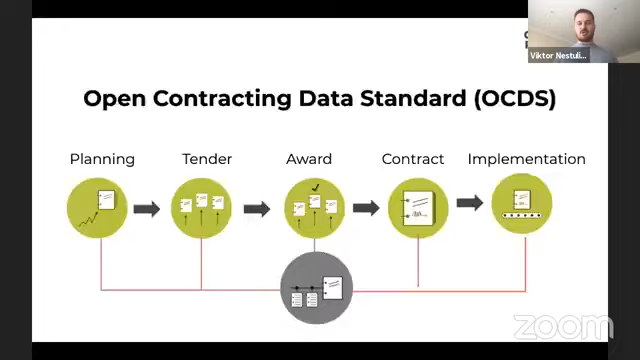 Viktor Nestuli...
Open Contracting Data Standard (OCDS)
Planning
Tender
Award
Contract
Implementation
zoom